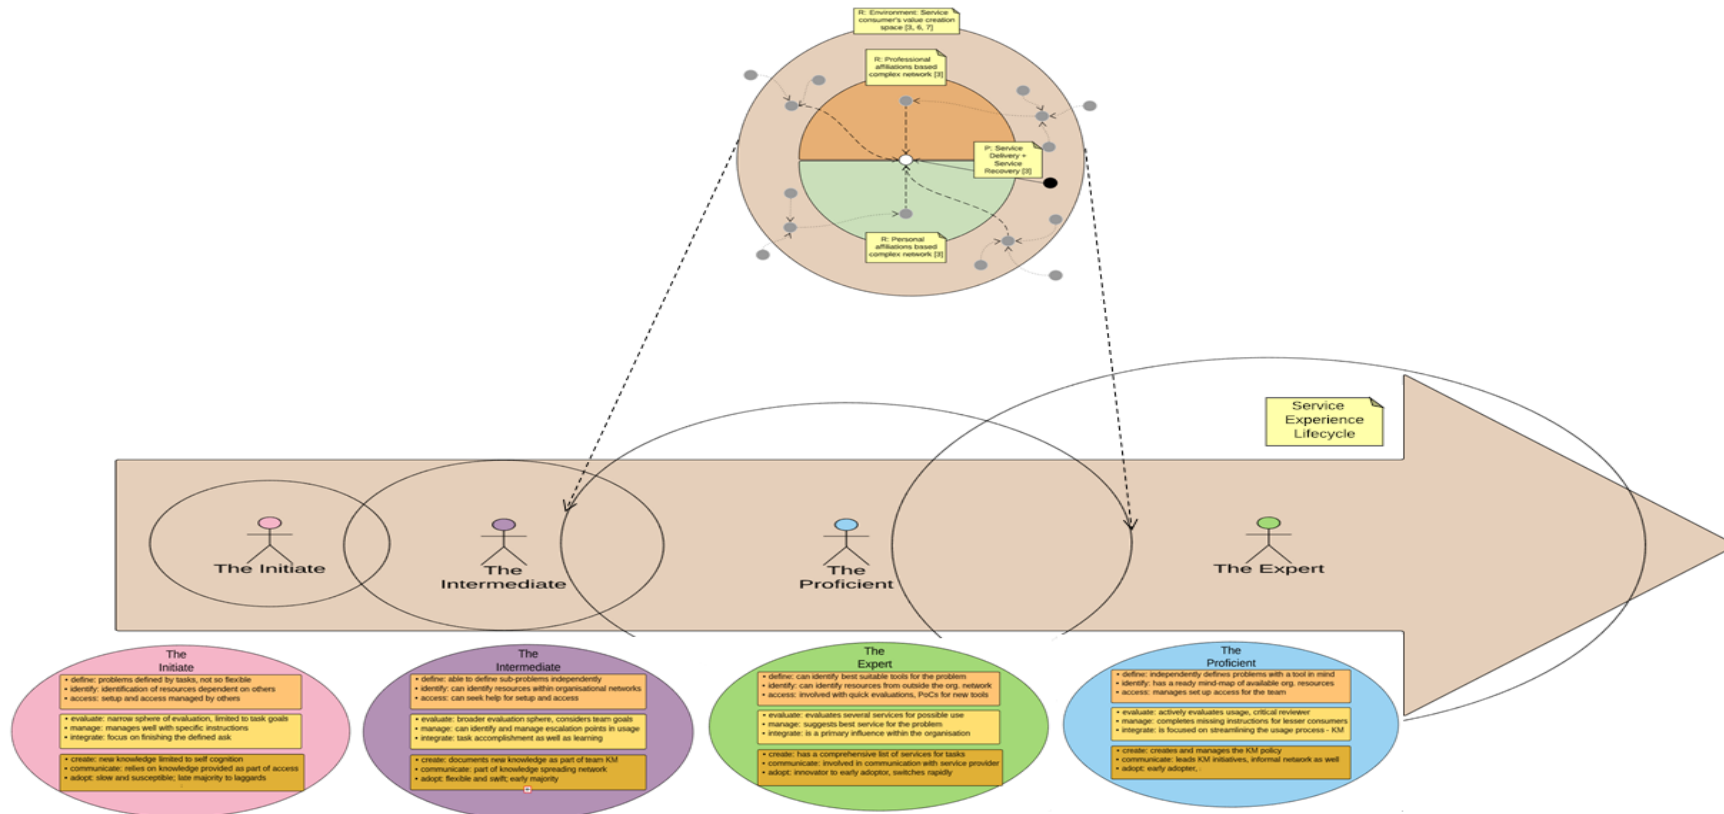 R: Environment: Service
consumer's value creation
space [3, 6, 7]
R: Professional
affiliations based
complex network [3]
P: Service
Delivery +
Service
Recovery [3]
R: Personal
affiliations based
complex network [3]
Service
Experience
Lifecycle
The Initiate
The
Intermediate
The
Proficient
The Expert
The
Initiate
• define: problems defined by tasks, not so flexible
• identify: identification of resources dependent on others
• access: setup and access managed by others
• evaluate: narrow sphere of evaluation, limited to task goals
• manage: manages well with specific instructions
• integrate: focus on finishing the defined ask
• create: new knowledge limited to self cognition
• communicate: relies on knowledge provided as part of access
• adopt: slow and susceptible; late majority to laggards
The
Intermediate
• define: able to define sub-problems independently
• identify: can identify resources within organisational networks
• access: can seek help for setup and access
• evaluate: broader evaluation sphere, considers team goals
• manage: can identify and manage escalation points in usage
• integrate: task accomplishment as well as learning
• create: documents new knowledge as part of team KM
• communicate: part of knowledge spreading network
• adopt: flexible and swift; early majority
The
Expert
• define: can identify best suitable tools for the problem
• identify: can identify resources from outside the org. network
• access: involved with quick evaluations, PoCs for new tools
• evaluate: evaluates several services for possible use
• manage: suggests best service for the problem
• integrate: is a primary influence within the organisation
• create: has a comprehensive list of services for tasks
• communicate: involved in communication with service provider
• adopt: innovator to early adoptor, switches rapidly
The
Proficient
• define: independently defines problems with a tool in mind
• identify: has a ready mind-map of available org. resources
• access: manages set up access for the team
• evaluate: actively evaluates usage, critical reviewer
• manage: completes missing instructions for lesser consumers
• integrate: is focused on streamlining the usage process - KM
• create: creates and manages the KM policy
• communicate: leads KM initiatives, informal network as well
• adopt: early adopter,